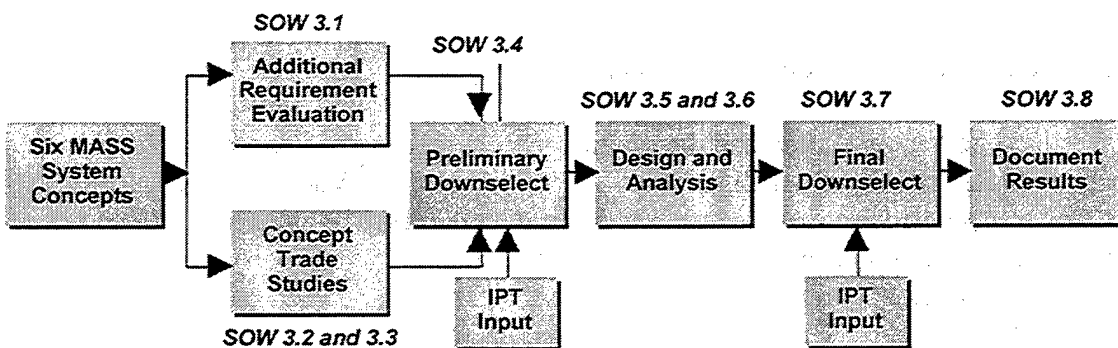 SOW 3.1
Additional
Requirement
Evaluation
SOW 3.4
Six MASS
System
Concepts
Preliminary
Downselect
SOW 3.5 and 3.6
Design and
Analysis
SOW 3.7
Final
Downselect
SOW 3.8
Document
Results
Concept
Trade
Studies
SOW 3.2 and 3.3
IPT
Input
IPT
Input